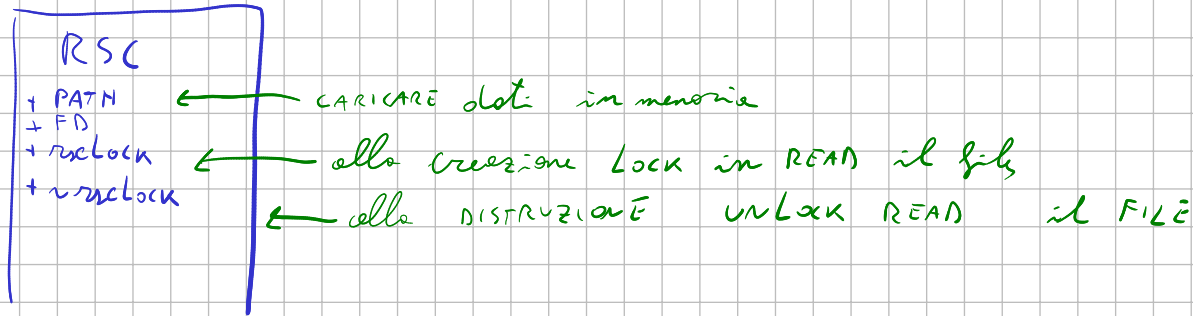 RSC
+ PATH
CARICARE dati in memoria
+ FD
+ rscLock
alla creazione LOCK in READ il file
+ urscLock
alla DISTRUZIONE UNLOCK READ il FILE